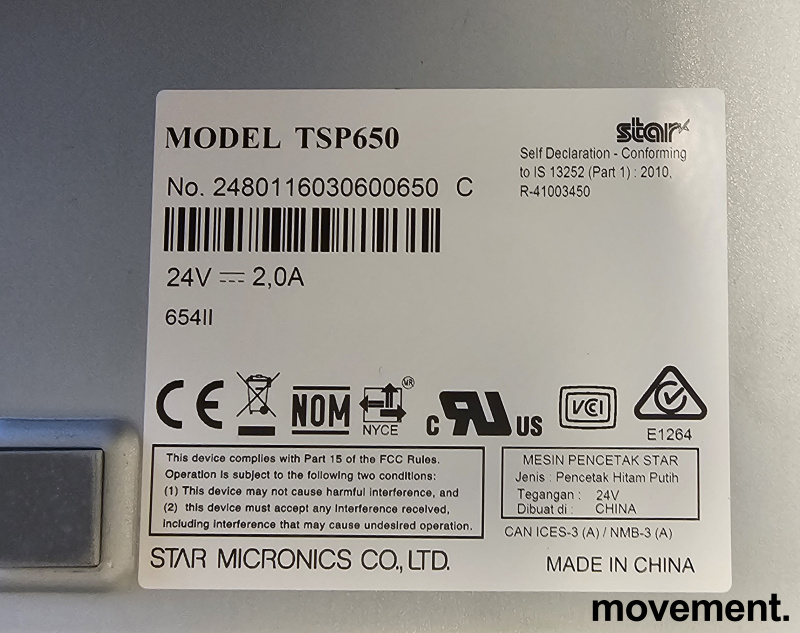 MODEL TSP650
star
Self Declaration - Conforming
to IS 13252 (Part 1) : 2010,
R-41003450
No. 2480116030600650 C
24V ⎓ 2,0A
654II
CE
NOM
MR
NYCE
c RU US
VCI
E1264
This device complies with Part 15 of the FCC Rules.
Operation is subject to the following two conditions:
(1) This device may not cause harmful interference, and
(2) this device must accept any interference received,
including interference that may cause undesired operation.
MESIN PENCETAK STAR
Jenis : Pencetak Hitam Putih
Tegangan : 24V
Dibuat di : CHINA
CAN ICES-3 (A) / NMB-3 (A)
STAR MICRONICS CO., LTD.
MADE IN CHINA
movement.